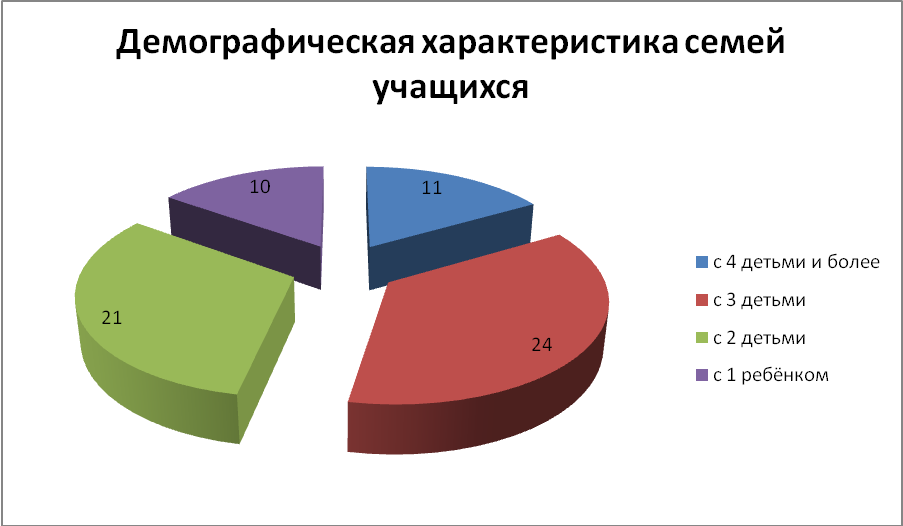 Демографическая характеристика семей
учащихся
10
11
21
24
с 4 детьми и более
с 3 детьми
с 2 детьми
с 1 ребёнком